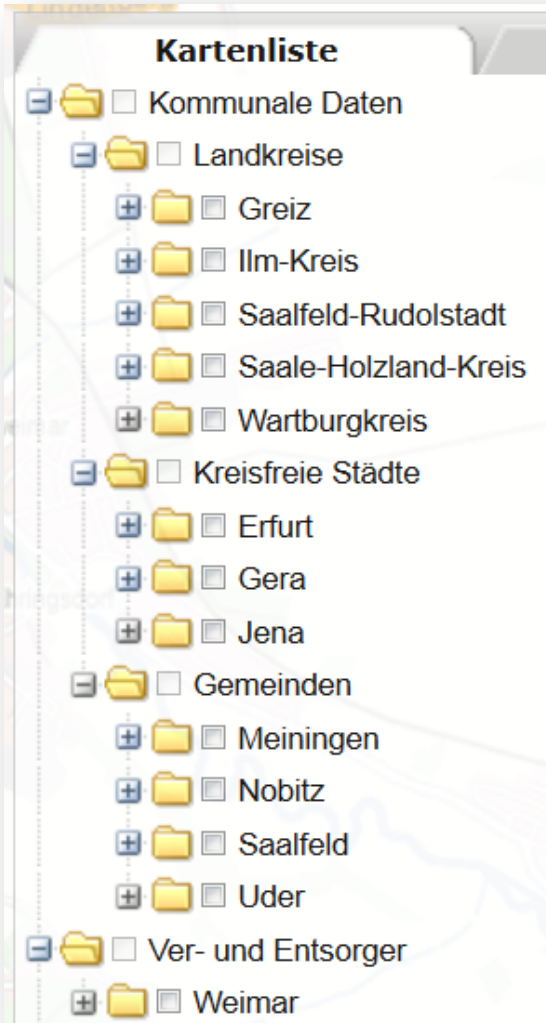 Kartenliste
Kommunale Daten
Landkreise
Greiz
Ilm-Kreis
Saalfeld-Rudolstadt
Saale-Holzland-Kreis
Wartburgkreis
Kreisfreie Städte
Erfurt
Gera
Jena
Gemeinden
Meiningen
Nobitz
Saalfeld
Uder
Ver- und Entsorger
Weimar